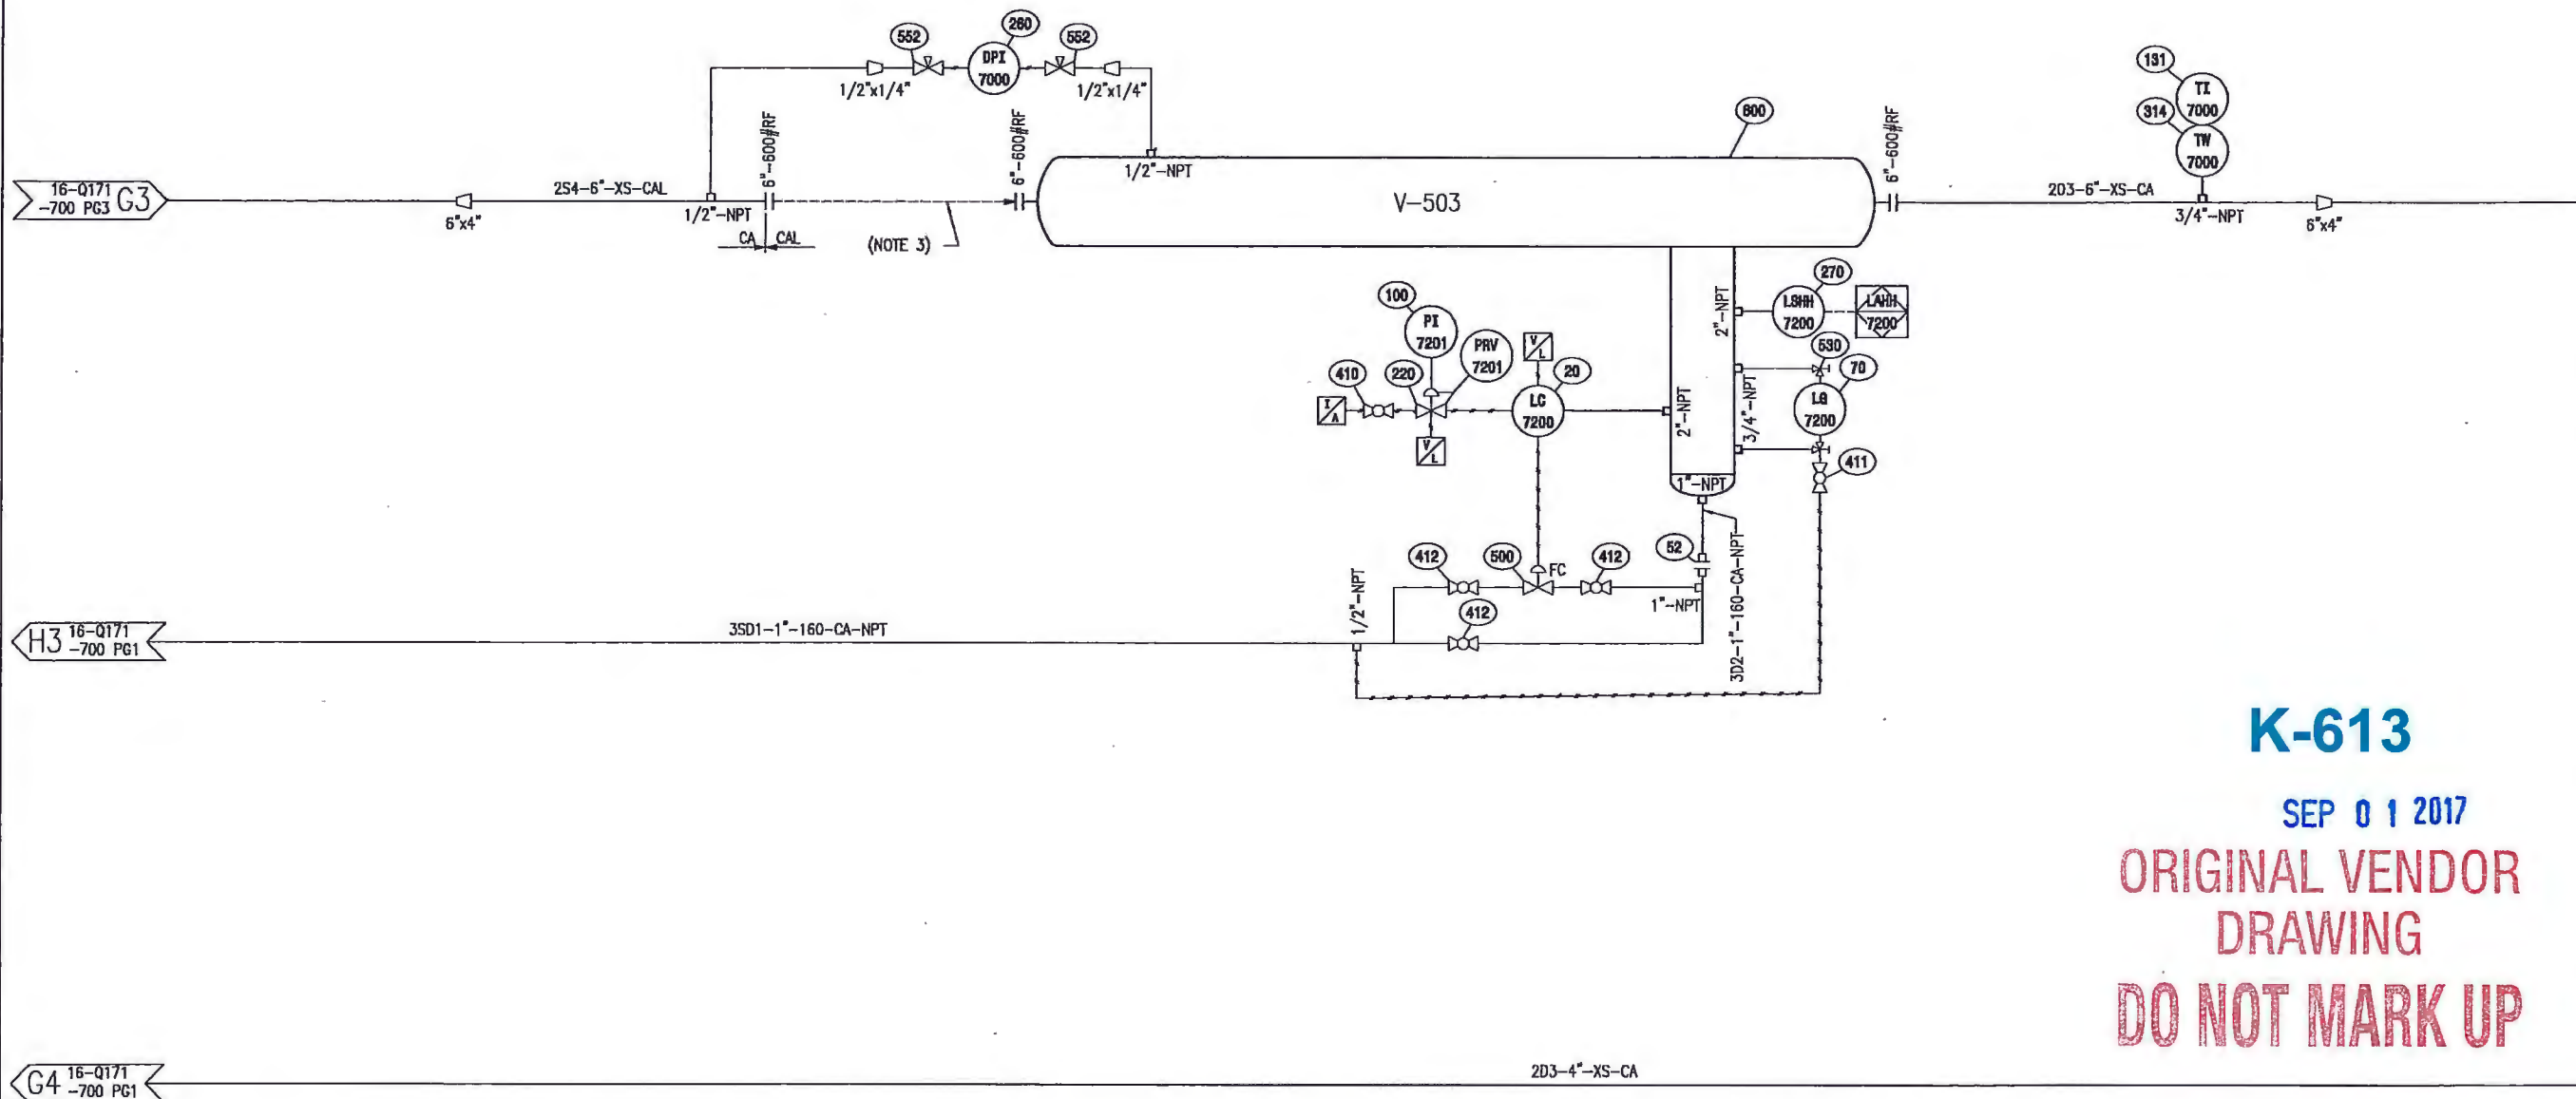 552
260
552
DPI
7000
1/2"x1/4"
1/2"x1/4"
131
TI
7000
314
TW
7000
600
6"-600#RF
6"-600#RF
6"-600#RF
1/2"-NPT
16-Q171
-700 PG3
G3
6"x4"
2S4-6"-XS-CAL
1/2"-NPT
CA
CAL
(NOTE 3)
V-503
2D3-6"-XS-CA
3/4"-NPT
6"x4"
270
LSHH
7200
LAHH
7200
2"-NPT
100
PI
7201
PRV
7201
V/L
20
530
70
410
220
I/A
LC
7200
2"-NPT
3/4"-NPT
LG
7200
V/L
411
1"-NPT
412
500
412
52
FC
1"-NPT
3D2-1"-160-CA-NPT
1/2"-NPT
412
H3
16-Q171
-700 PG1
3SD1-1"-160-CA-NPT
K-613
SEP 0 1 2017
ORIGINAL VENDOR
DRAWING
DO NOT MARK UP
G4
16-Q171
-700 PG1
2D3-4"-XS-CA